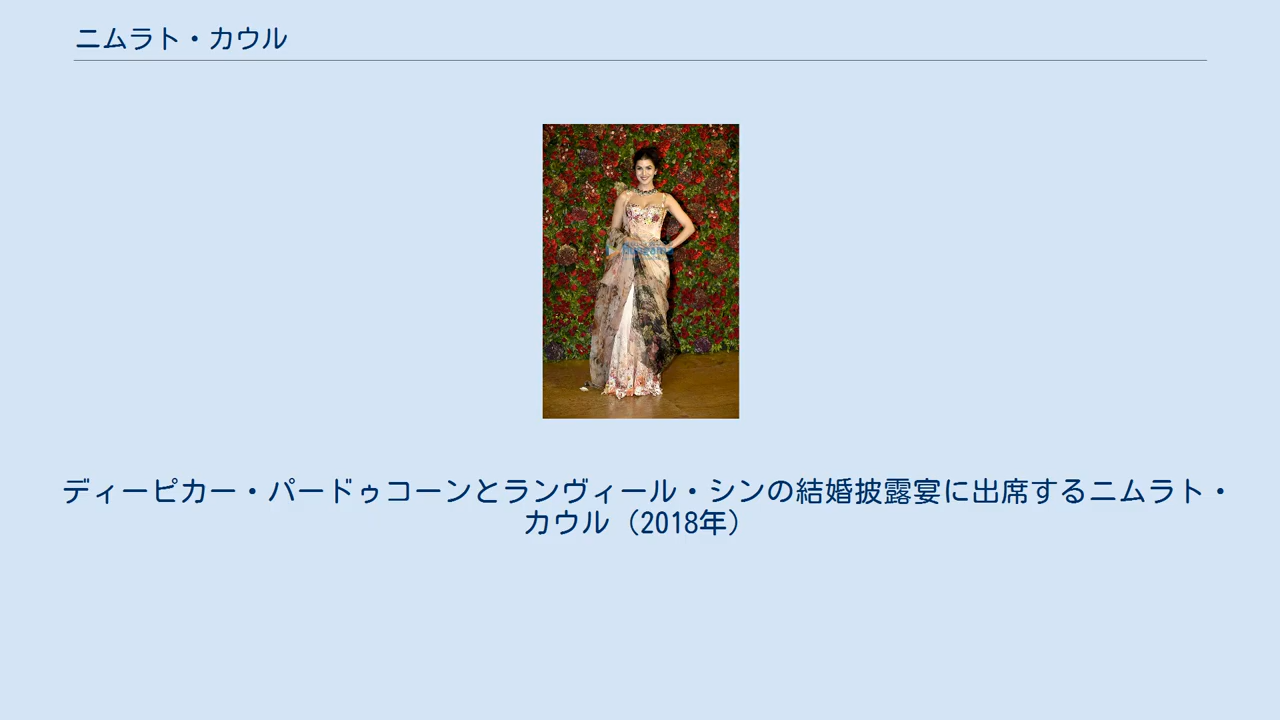 ニムラト・カウル
ディーピカー・パードゥコーンとランヴィール・シンの結婚披露宴に出席するニムラト・
カウル（2018年）